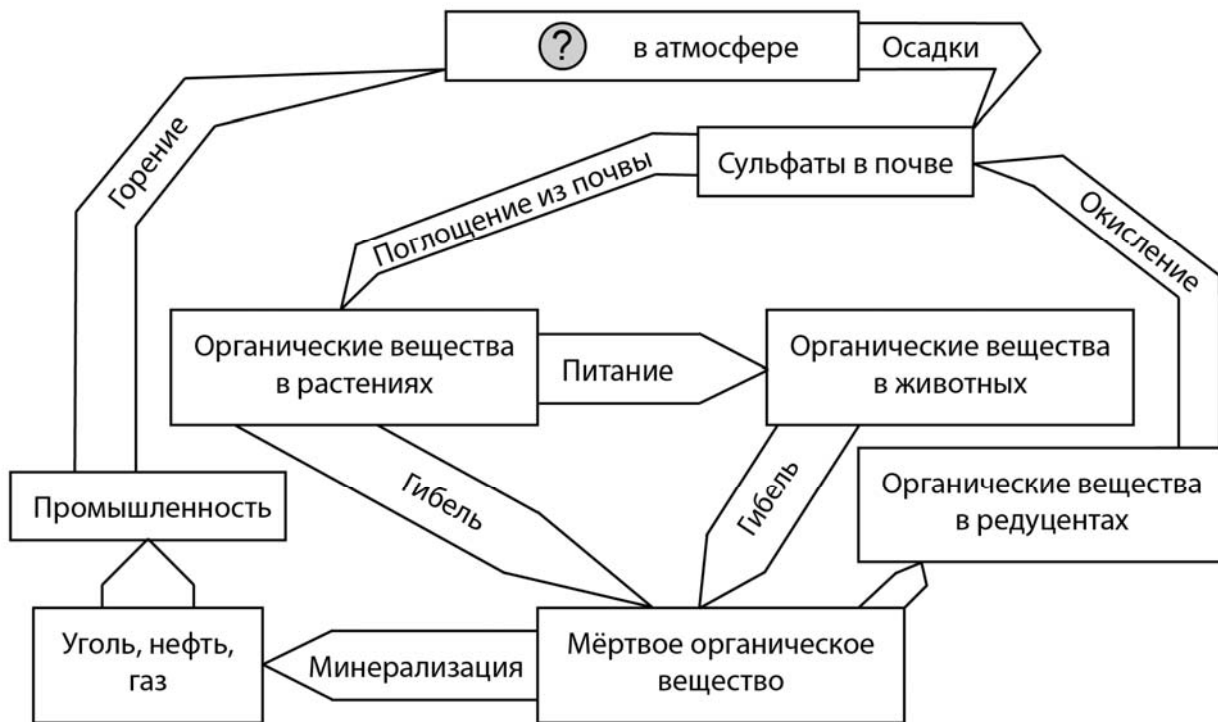 ? в атмосфере
Осадки
Горение
Сульфаты в почве
Поглощение из почвы
Окисление
Органические вещества
в растениях
Питание
Органические вещества
в животных
Гибель
Гибель
Промышленность
Органические вещества
в редуцентах
Уголь, нефть,
газ
Минерализация
Мёртвое органическое
вещество